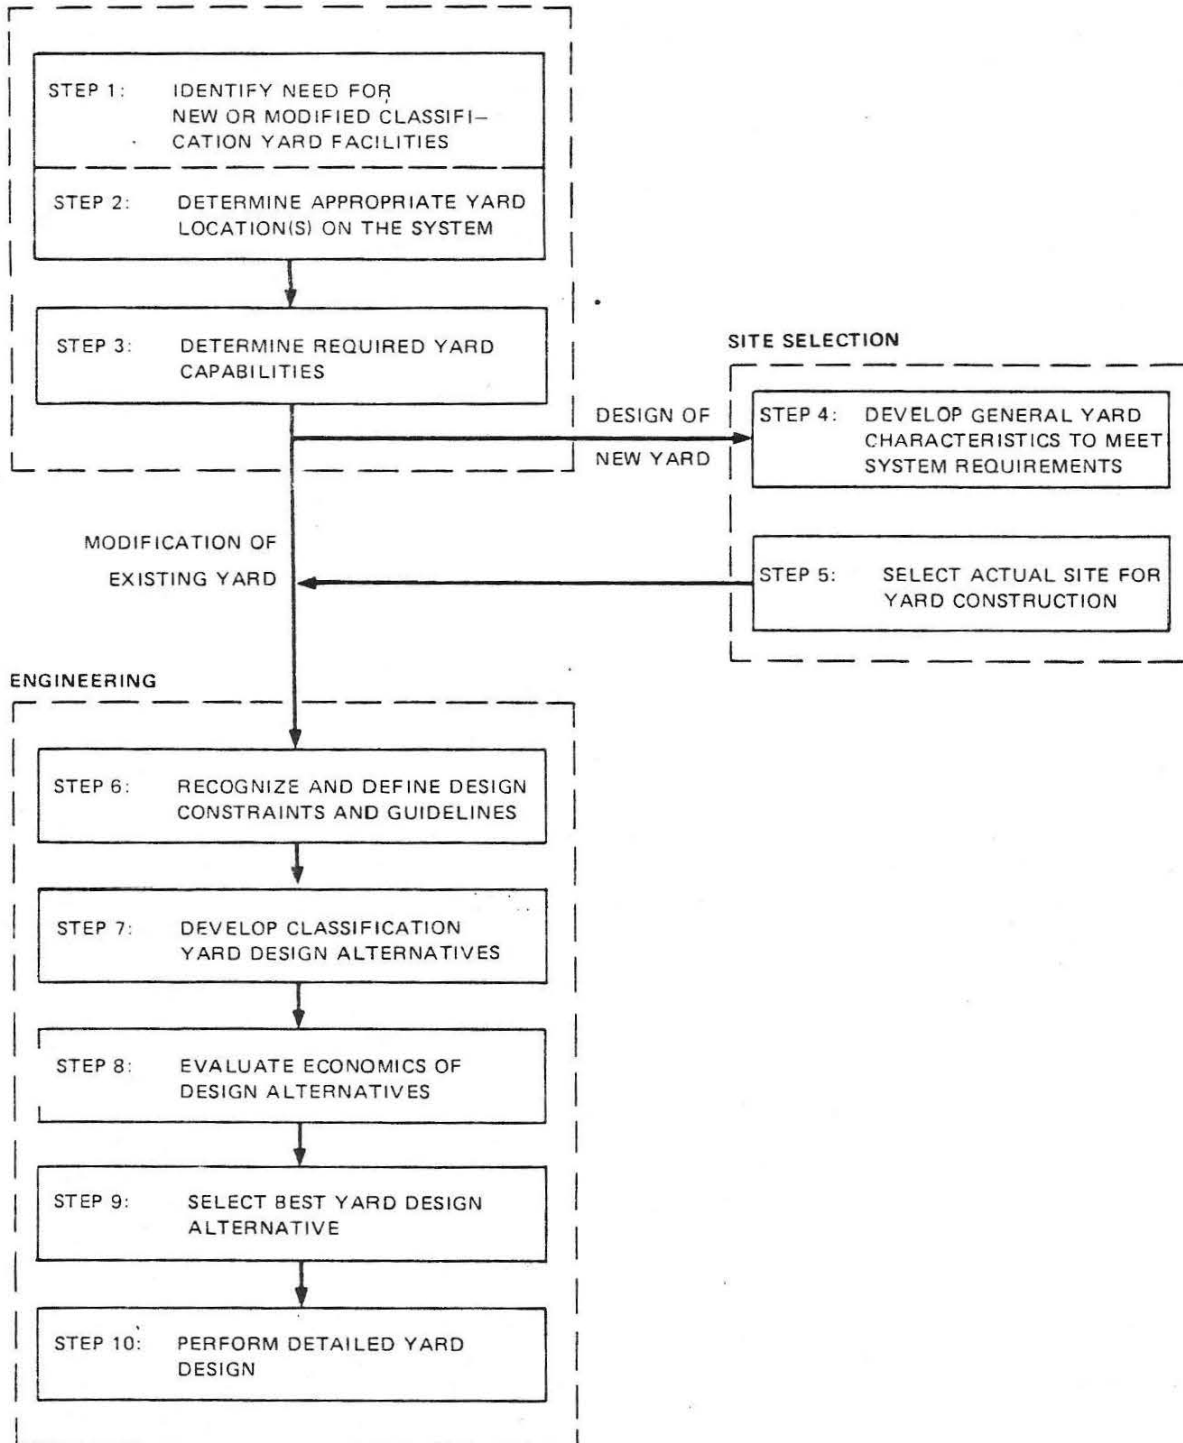 STEP 1: IDENTIFY NEED FOR
NEW OR MODIFIED CLASSIFI–
CATION YARD FACILITIES
STEP 2: DETERMINE APPROPRIATE YARD
LOCATION(S) ON THE SYSTEM
STEP 3: DETERMINE REQUIRED YARD
CAPABILITIES
SITE SELECTION
DESIGN OF
NEW YARD
STEP 4: DEVELOP GENERAL YARD
CHARACTERISTICS TO MEET
SYSTEM REQUIREMENTS
MODIFICATION OF
EXISTING YARD
STEP 5: SELECT ACTUAL SITE FOR
YARD CONSTRUCTION
ENGINEERING
STEP 6: RECOGNIZE AND DEFINE DESIGN
CONSTRAINTS AND GUIDELINES
STEP 7: DEVELOP CLASSIFICATION
YARD DESIGN ALTERNATIVES
STEP 8: EVALUATE ECONOMICS OF
DESIGN ALTERNATIVES
STEP 9: SELECT BEST YARD DESIGN
ALTERNATIVE
STEP 10: PERFORM DETAILED YARD
DESIGN